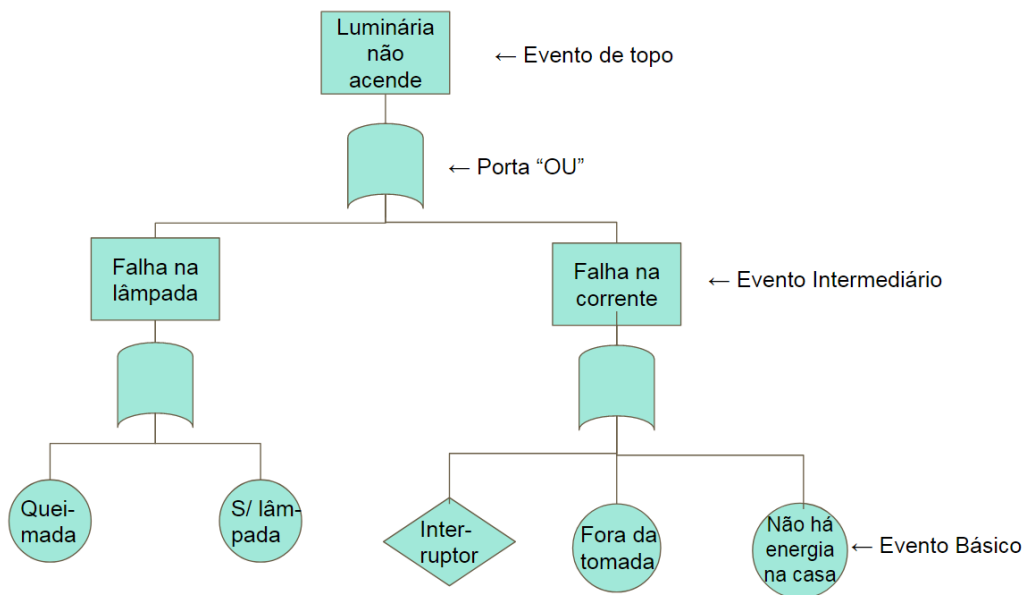 Luminária
não
acende
← Evento de topo
← Porta “OU”
Falha na
lâmpada
Falha na
corrente
← Evento Intermediário
Quei-
mada
S/ lâm-
pada
Inter-
ruptor
Fora da
tomada
Não há
energia
na casa
← Evento Básico